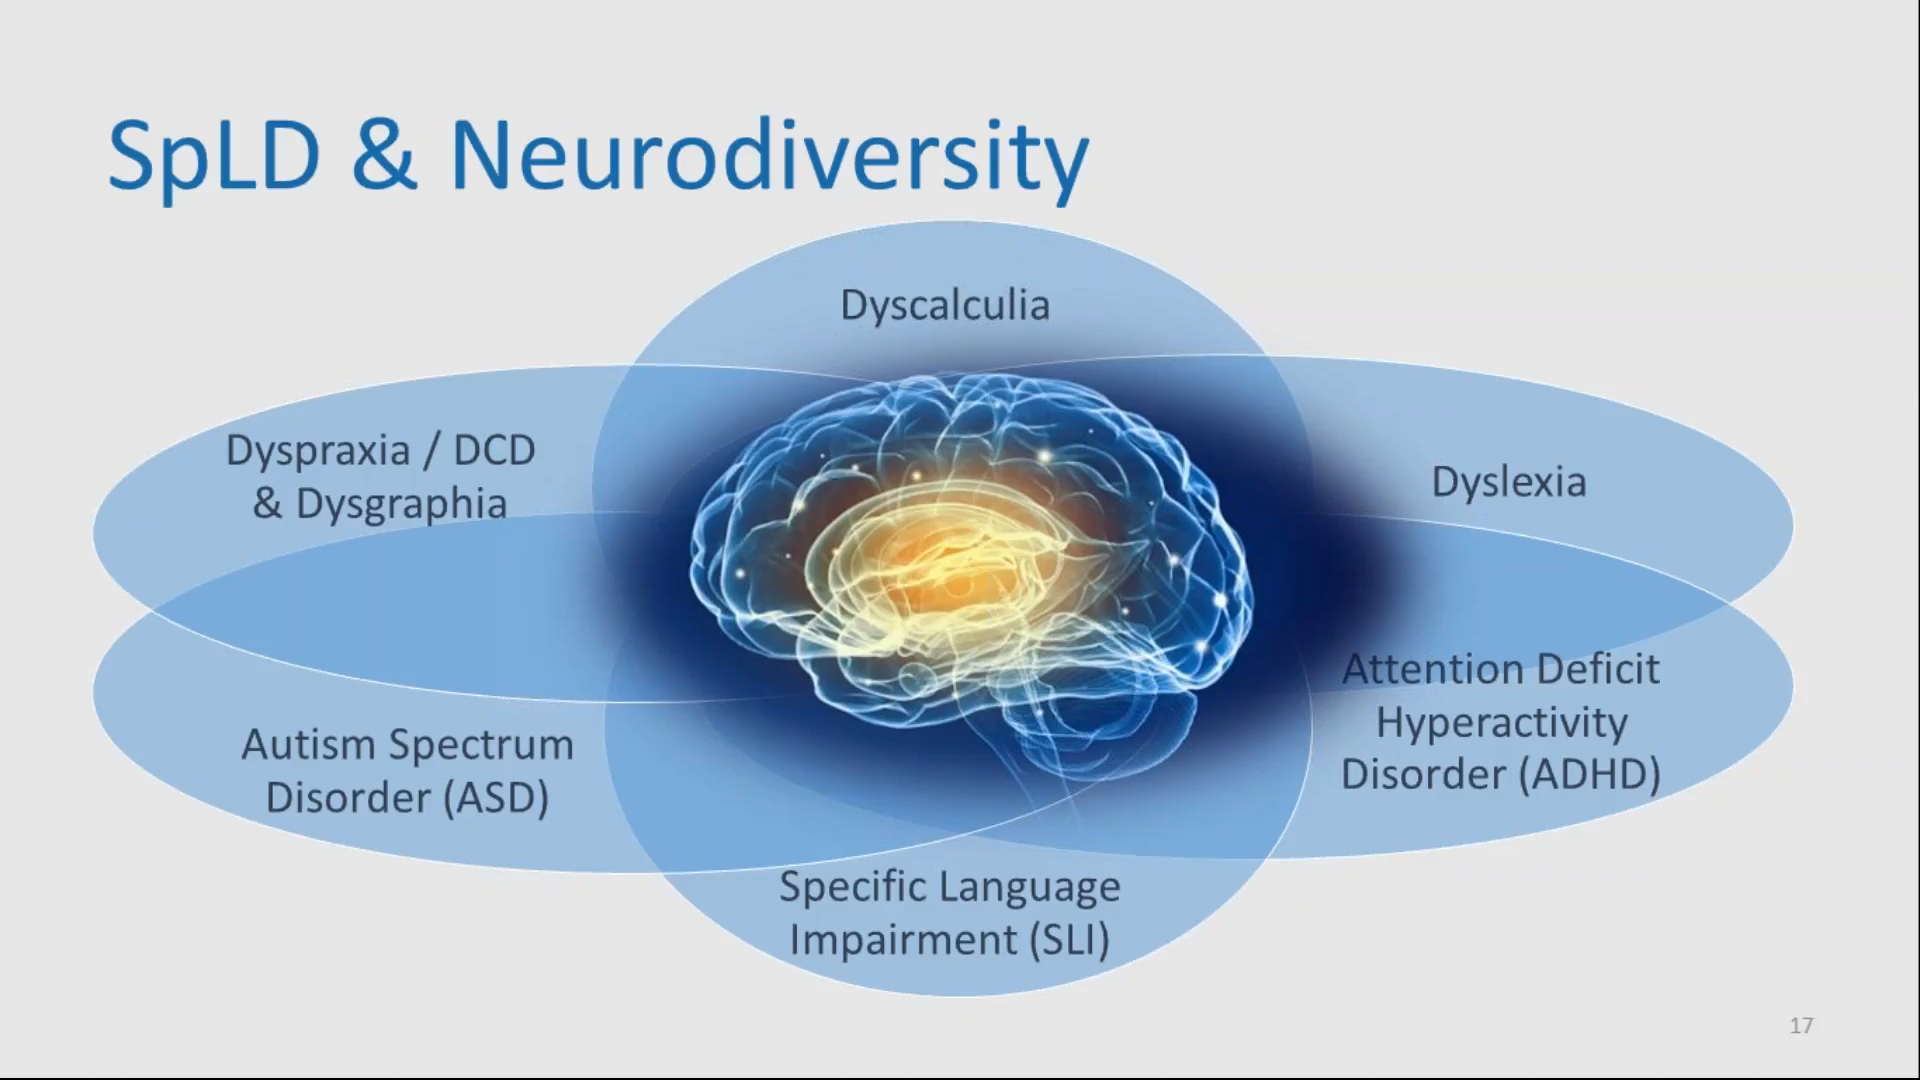 SpLD & Neurodiversity
Dyscalculia
Dyspraxia / DCD
& Dysgraphia
Dyslexia
Autism Spectrum
Disorder (ASD)
Attention Deficit
Hyperactivity
Disorder (ADHD)
Specific Language
Impairment (SLI)
17